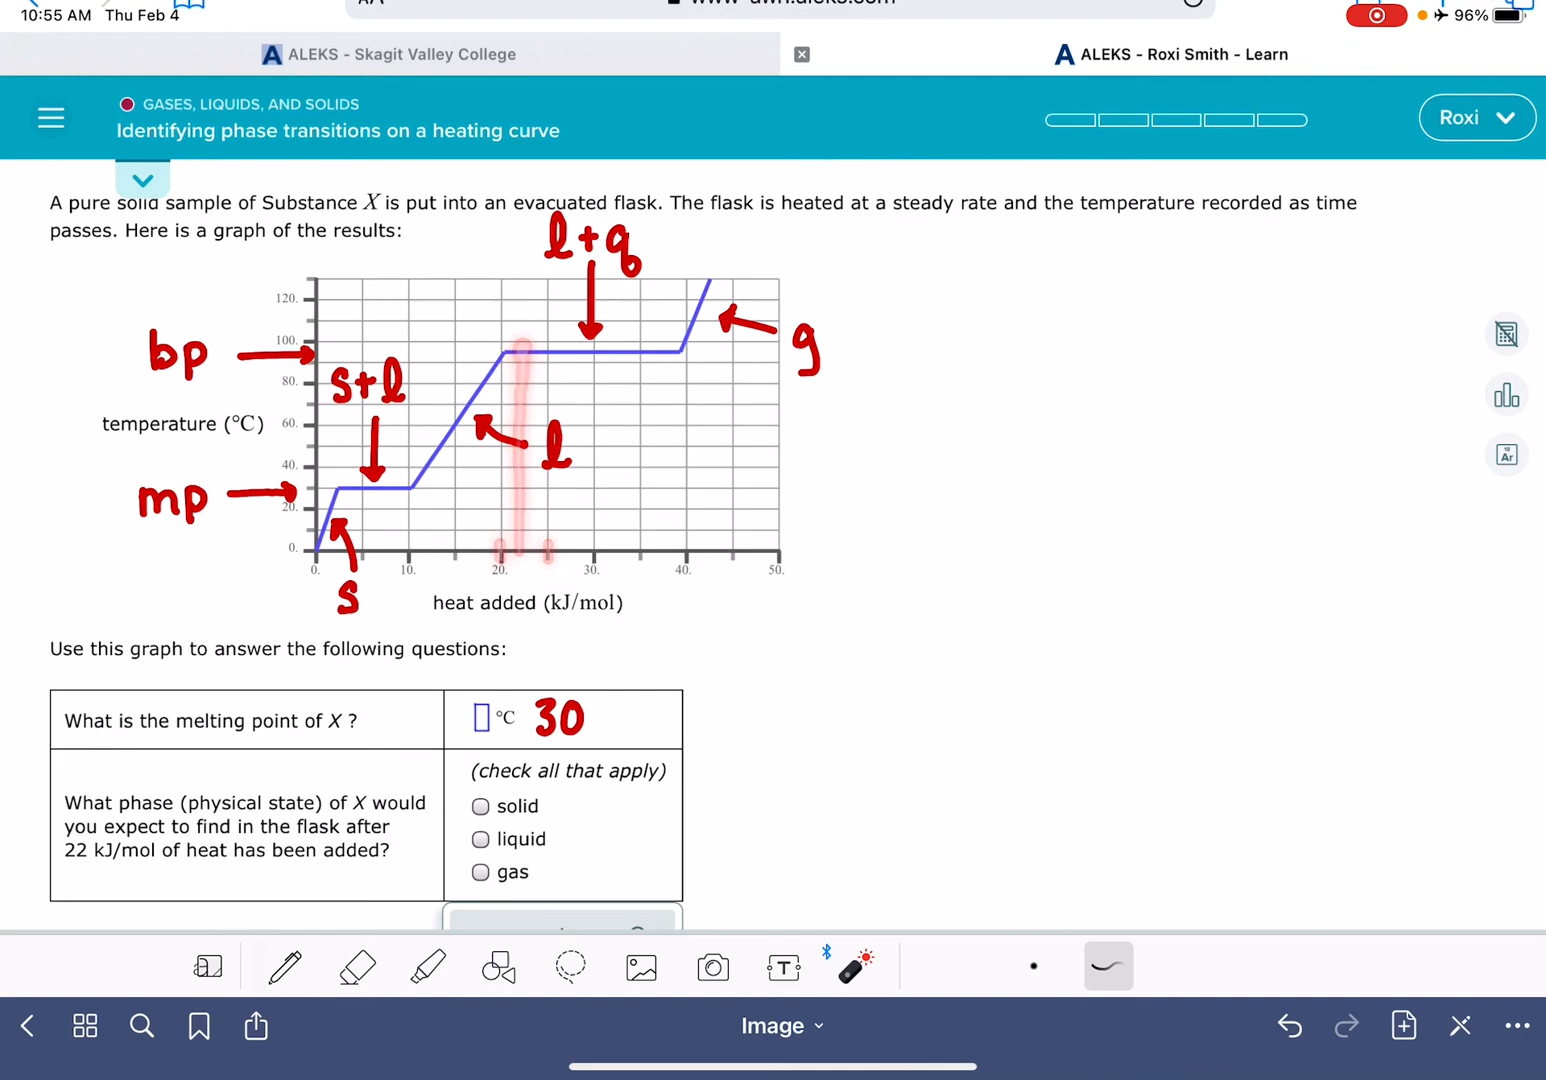 10:55 AM Thu Feb 4
96%
ALEKS - Skagit Valley College
ALEKS - Roxi Smith - Learn
GASES, LIQUIDS, AND SOLIDS
Identifying phase transitions on a heating curve
Roxi
A pure solid sample of Substance X is put into an evacuated flask. The flask is heated at a steady rate and the temperature recorded as time
passes. Here is a graph of the results:
l + g
120.
100.
bp
g
s+l
80.
temperature (°C)
60.
l
40.
mp
20.
0.
0. 10. 20. 30. 40. 50.
s
heat added (kJ/mol)
Use this graph to answer the following questions:
What is the melting point of X ?
°C 30
(check all that apply)
What phase (physical state) of X would
you expect to find in the flask after
22 kJ/mol of heat has been added?
solid
liquid
gas
18
Ar
T
Image